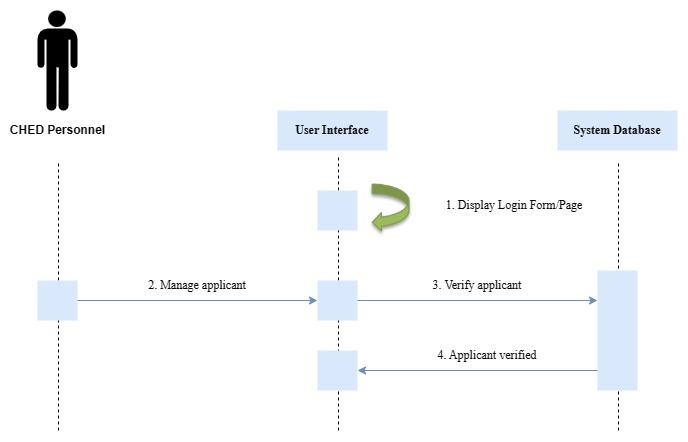 CHED Personnel
User Interface
System Database
1. Display Login Form/Page
2. Manage applicant
3. Verify applicant
4. Applicant verified